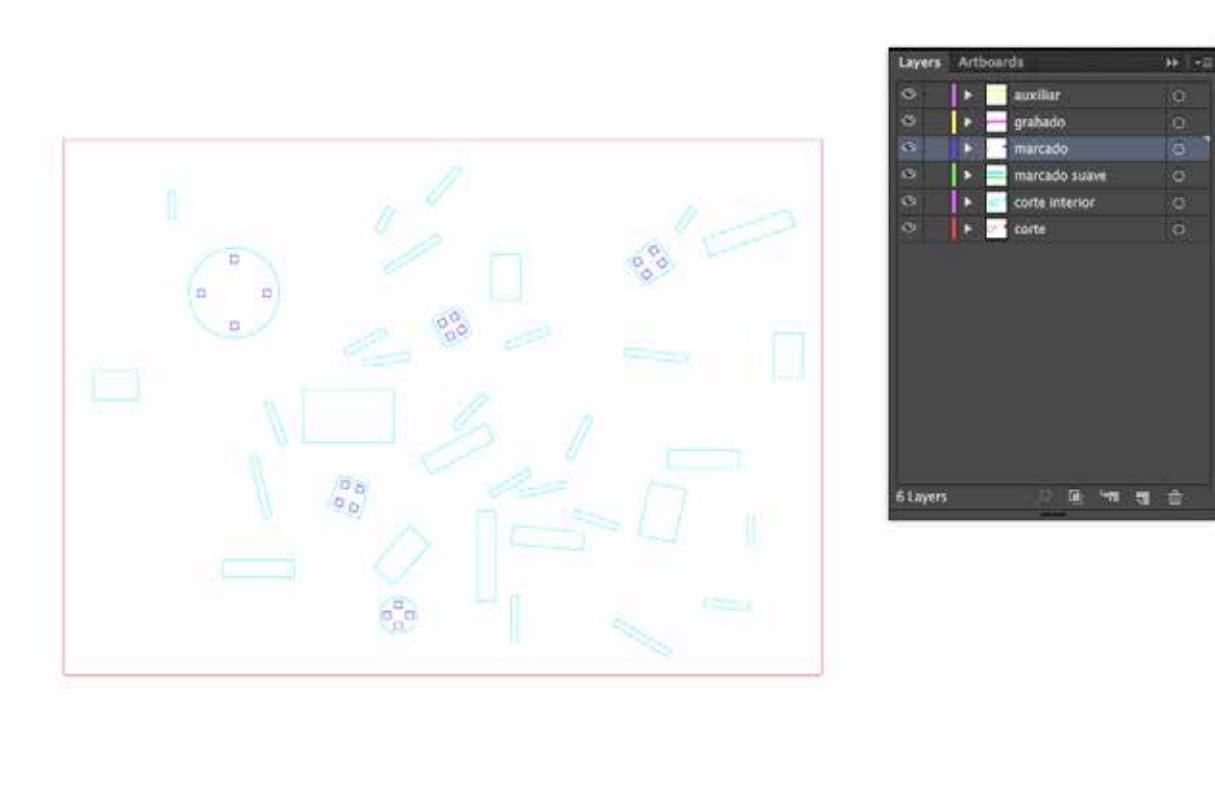 Layers Artboards
auxiliar
grabado
marcado
marcado suave
corte interior
corte
6 Layers